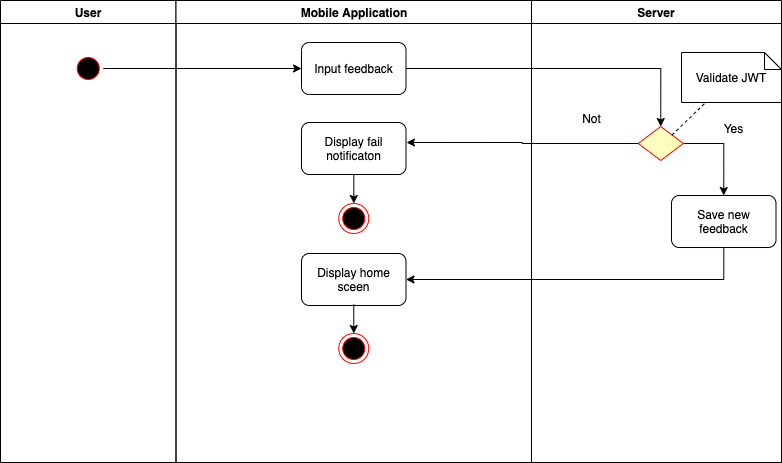 User
Mobile Application
Server
Input feedback
Validate JWT
Not
Yes
Display fail
notificaton
Save new
feedback
Display home
sceen